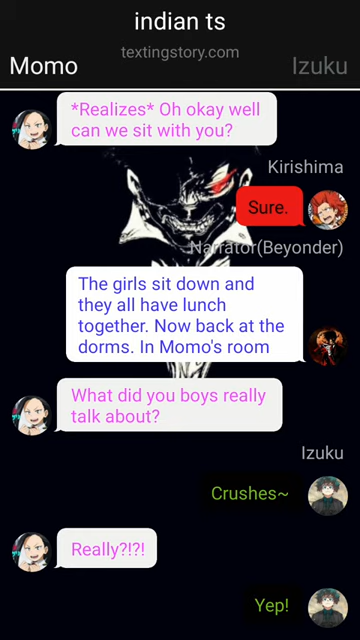 indian ts
textingstory.com
Momo
Izuku
*Realizes* Oh okay well
can we sit with you?
Kirishima
Sure.
Narrator(Beyonder)
The girls sit down and
they all have lunch
together. Now back at the
dorms. In Momo's room
What did you boys really
talk about?
Izuku
Crushes~
Really?!?!
Yep!